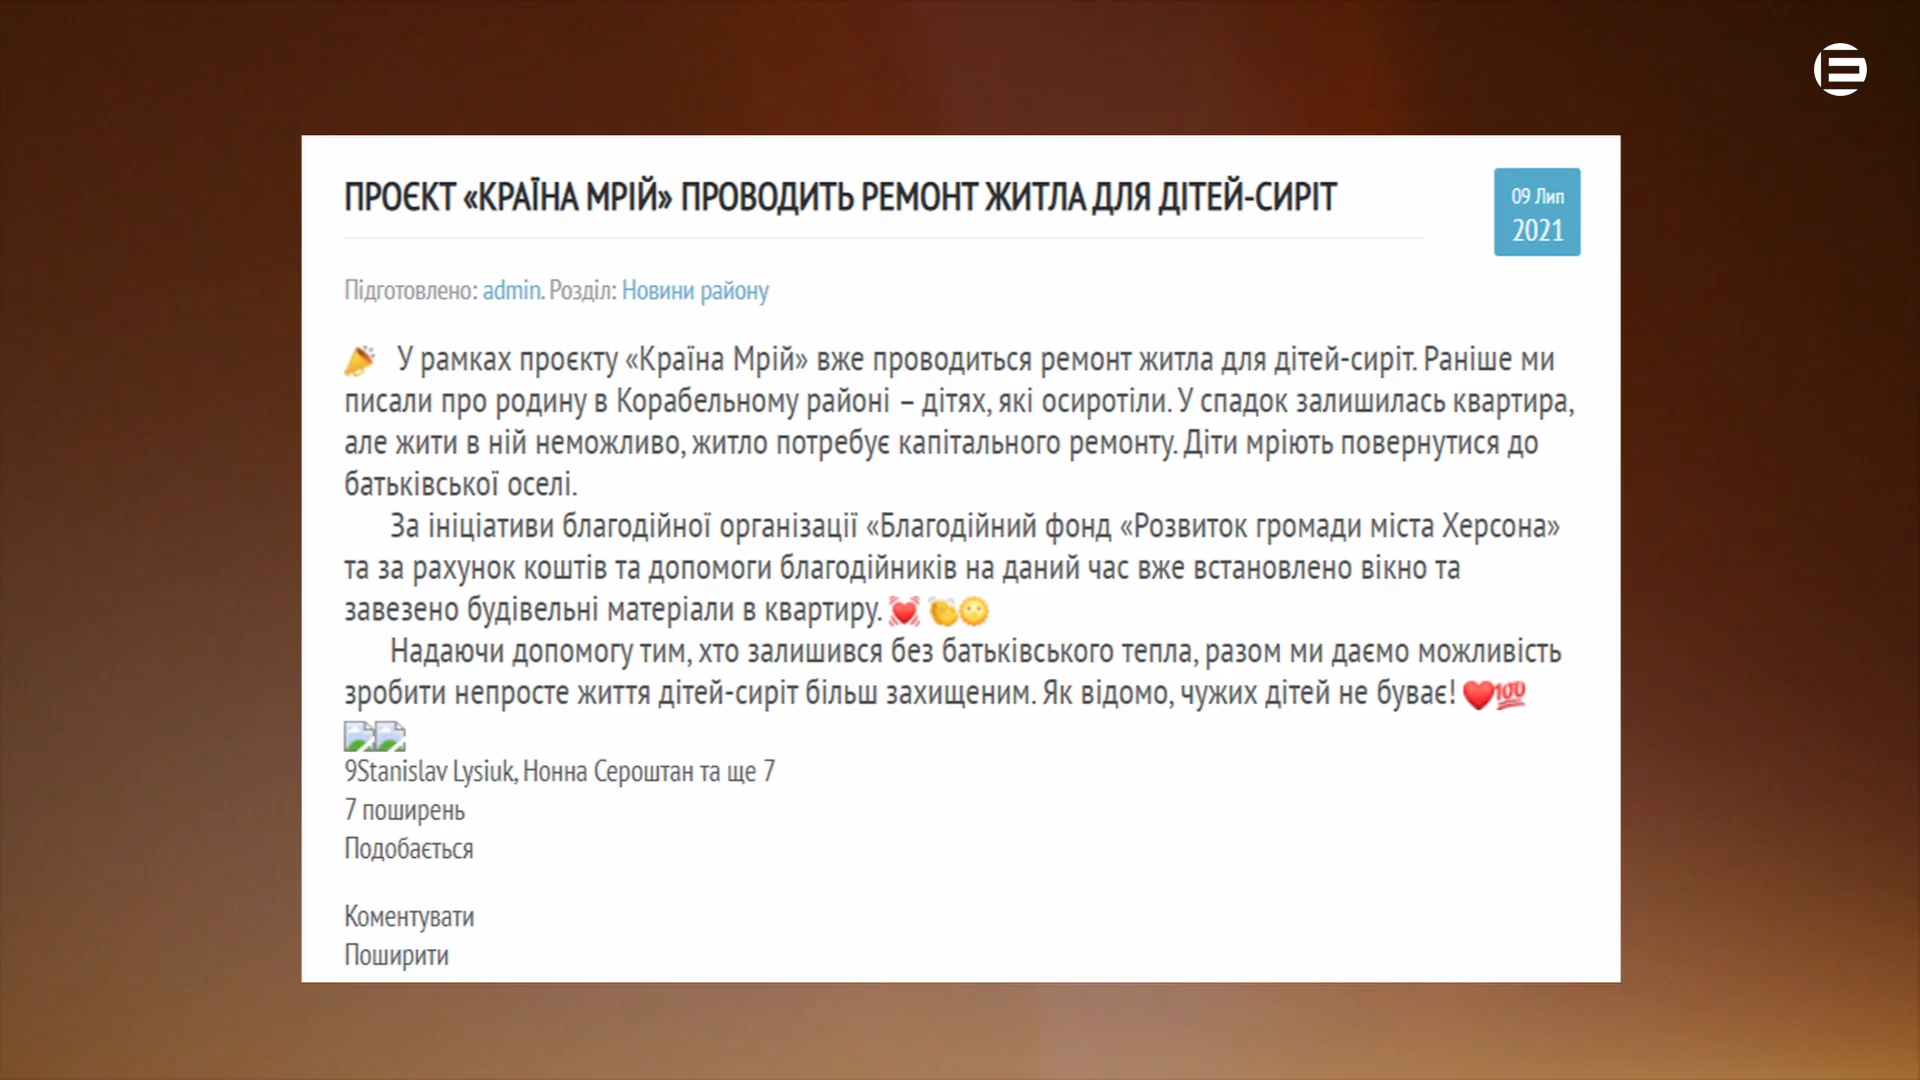 ПРОЄКТ «КРАЇНА МРІЙ» ПРОВОДИТЬ РЕМОНТ ЖИТЛА ДЛЯ ДІТЕЙ-СИРІТ
09 Лип
2021
Підготовлено: admin. Розділ: Новини району
У рамках проєкту «Країна Мрій» вже проводиться ремонт житла для дітей-сиріт. Раніше ми
писали про родину в Корабельному районі – дітях, які осиротіли. У спадок залишилась квартира,
але жити в ній неможливо, житло потребує капітального ремонту. Діти мріють повернутися до
батьківської оселі.
За ініціативи благодійної організації «Благодійний фонд «Розвиток громади міста Херсона»
та за рахунок коштів та допомоги благодійників на даний час вже встановлено вікно та
завезено будівельні матеріали в квартиру. 💓 👏🌝
Надаючи допомогу тим, хто залишився без батьківського тепла, разом ми даємо можливість
зробити непросте життя дітей-сиріт більш захищеним. Як відомо, чужих дітей не буває! ❤💯
9Stanislav Lysiuk, Нонна Сероштан та ще 7
7 поширень
Подобається
Коментувати
Поширити